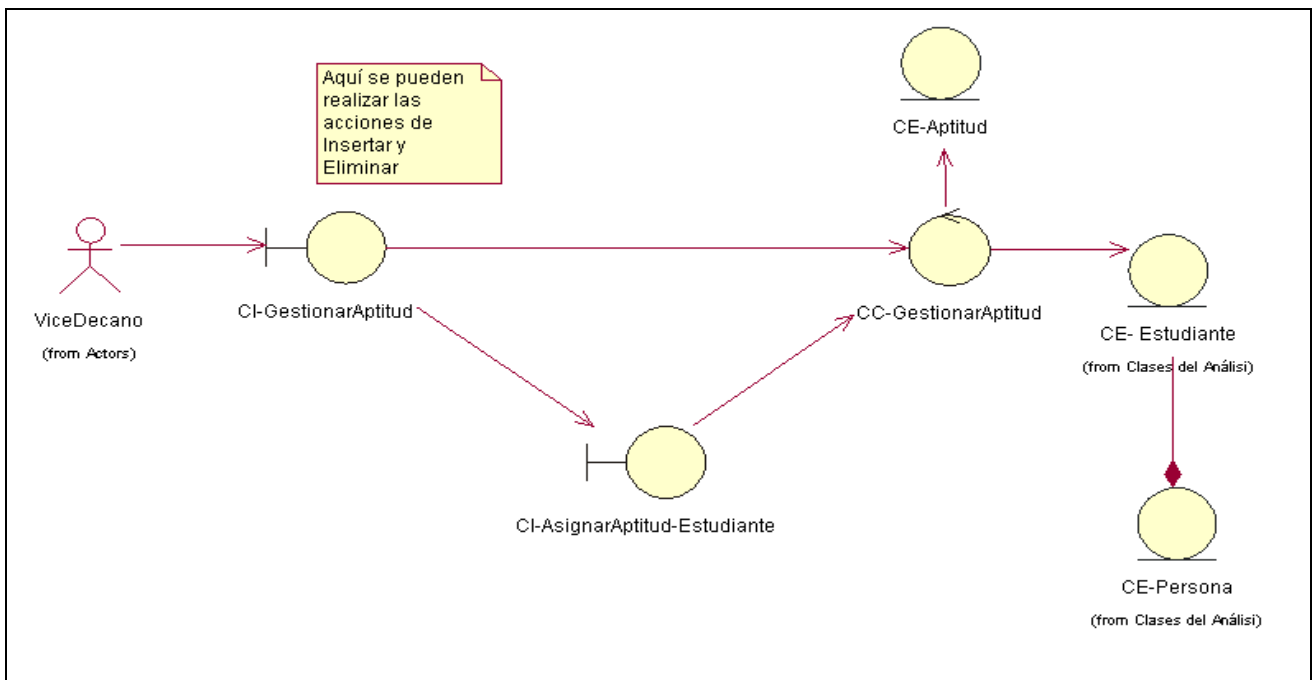 Aquí se pueden
realizar las
acciones de
Insertar y
Eliminar
CE-Aptitud
ViceDecano
(from Actors)
CI-GestionarAptitud
CC-GestionarAptitud
CE- Estudiante
(from Clases del Análisi)
CI-AsignarAptitud-Estudiante
CE-Persona
(from Clases del Análisi)